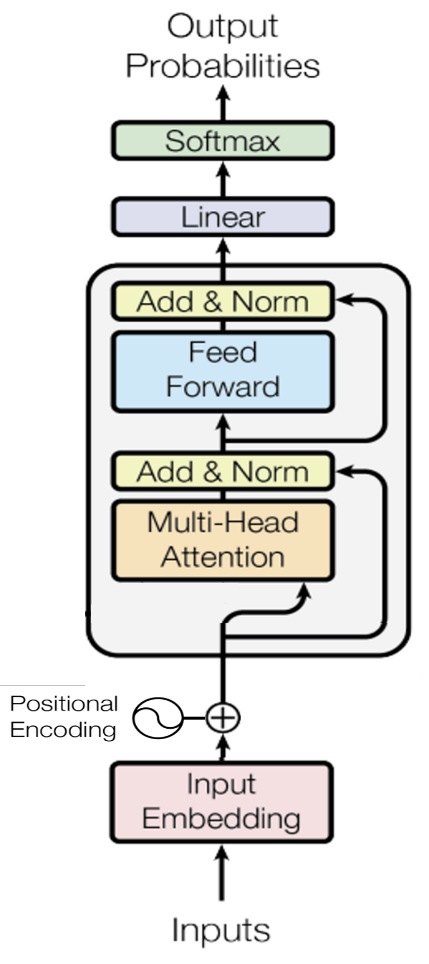 Output
Probabilities
Softmax
Linear
Add & Norm
Feed
Forward
Add & Norm
Multi-Head
Attention
Positional
Encoding
Input
Embedding
Inputs